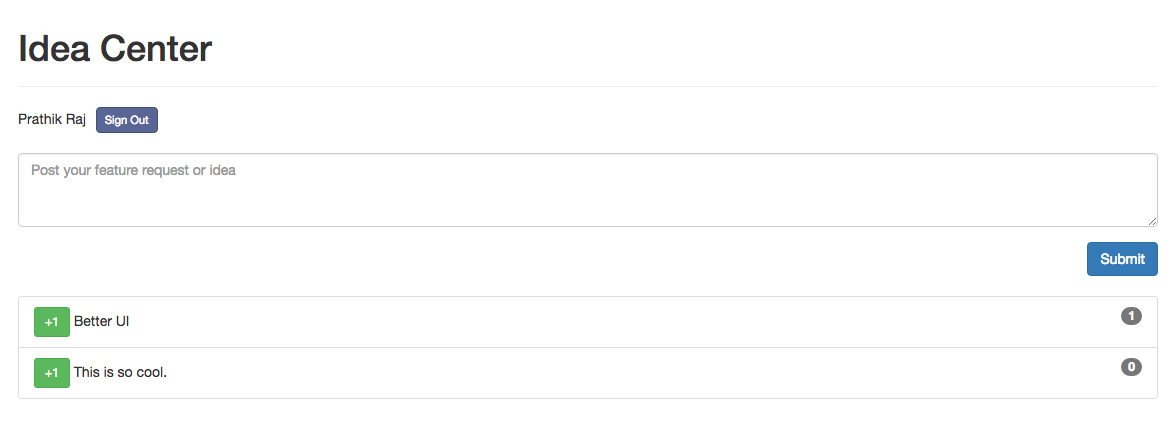 Idea Center
Prathik Raj Sign Out
Post your feature request or idea
Submit
+1 Better UI 1
+1 This is so cool. 0